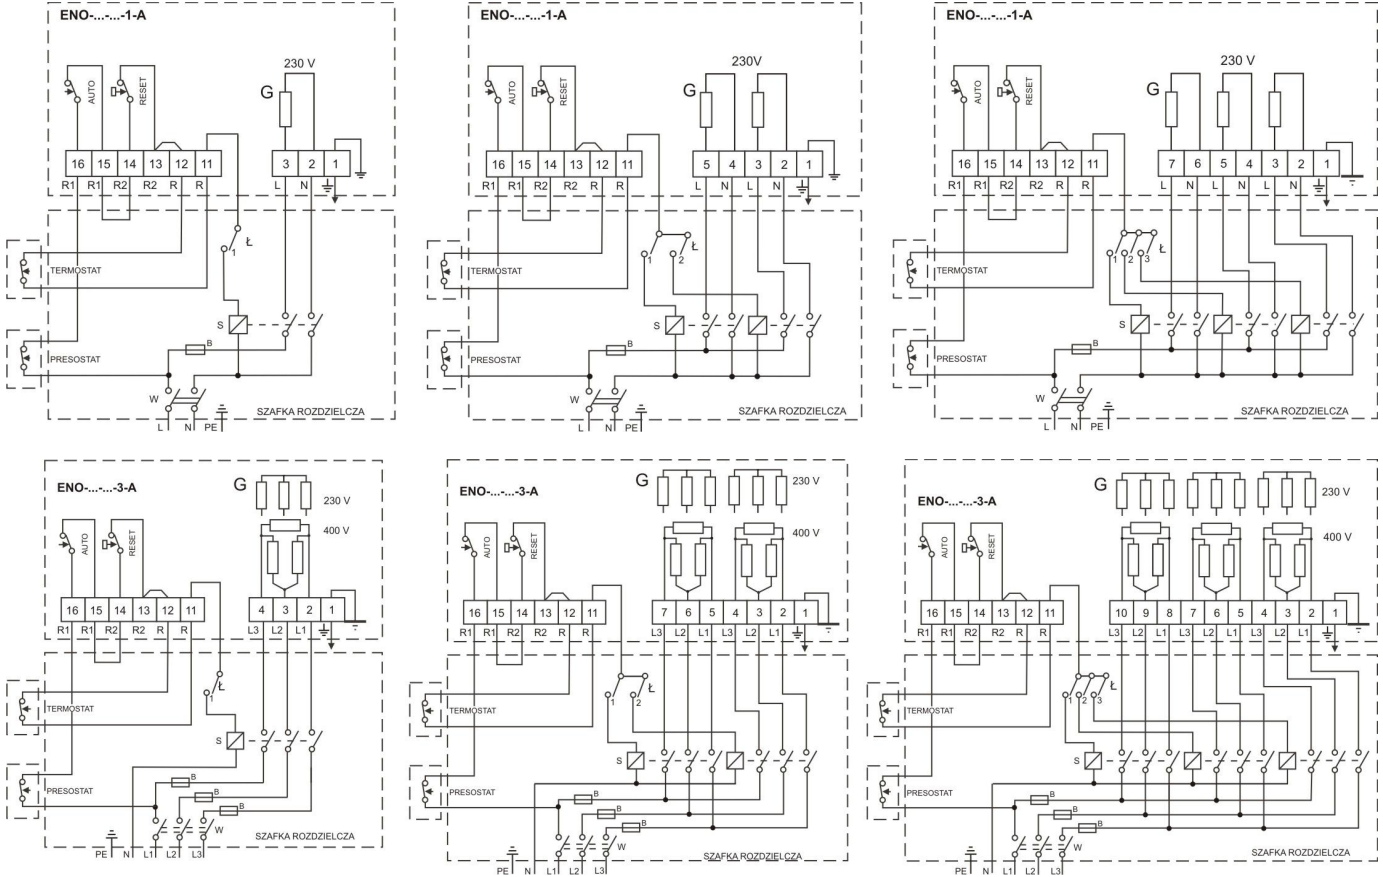 ENO-...-...-1-A
230 V
G
AUTO
RESET
16 15 14 13 12 11 3 2 1
R1 R1 R2 R2 R R L N
1 Ł
TERMOSTAT
S
B
PRESOSTAT
W
SZAFKA ROZDZIELCZA
L N PE
ENO-...-...-1-A
230V
G
AUTO
RESET
16 15 14 13 12 11 5 4 3 2 1
R1 R1 R2 R2 R R L N L N
1 2 Ł
TERMOSTAT
S
B
PRESOSTAT
W
SZAFKA ROZDZIELCZA
L N PE
ENO-...-...-1-A
230 V
G
AUTO
RESET
16 15 14 13 12 11 7 6 5 4 3 2 1
R1 R1 R2 R2 R R L N L N L N
1 2 3 Ł
TERMOSTAT
S
B
PRESOSTAT
W
SZAFKA ROZDZIELCZA
L N PE
ENO-...-...-3-A
G
230 V
400 V
AUTO
RESET
16 15 14 13 12 11 4 3 2 1
R1 R1 R2 R2 R R L3 L2 L1
1 Ł
TERMOSTAT
S
B
PRESOSTAT
B
B
W
SZAFKA ROZDZIELCZA
PE N L1 L2 L3
ENO-...-...-3-A
G
230 V
400 V
AUTO
RESET
16 15 14 13 12 11 7 6 5 4 3 2 1
R1 R1 R2 R2 R R L3 L2 L1 L3 L2 L1
1 2 Ł
TERMOSTAT
S
PRESOSTAT
B
B
B
W
SZAFKA ROZDZIELCZA
PE N L1 L2 L3
ENO-...-...-3-A
G
230 V
400 V
AUTO
RESET
16 15 14 13 12 11 10 9 8 7 6 5 4 3 2 1
R1 R1 R2 R2 R R L3 L2 L1 L3 L2 L1 L3 L2 L1
1 2 3 Ł
TERMOSTAT
S
PRESOSTAT
B
B
B
W
SZAFKA ROZDZIELCZA
PE N L1 L2 L3